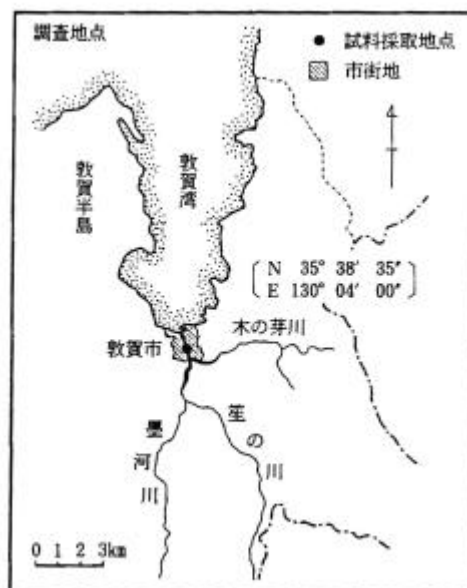 調査地点
● 試料採取地点
市街地
敦賀半島
敦賀湾
N 35° 38′ 35″
E 130° 04′ 00″
木の芽川
敦賀市
笙の川
墨河川
0 1 2 3km